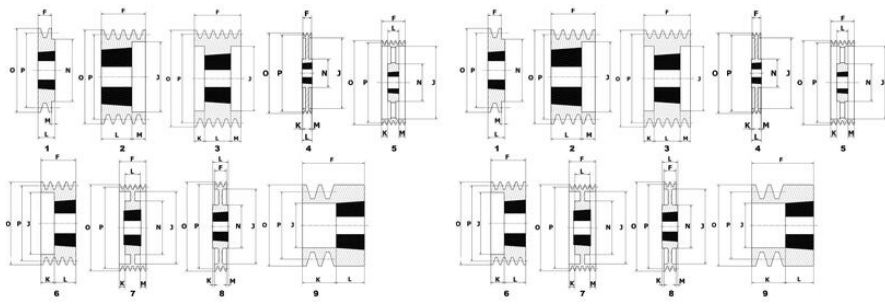 F F F F F F F F F F
L L
O P N O P J O P J O P N J O P N J O P N O P J O P J O P N J O P N J
M
L L M K L M K M L K M L L M K L M K M L K M
1 2 3 4 5 1 2 3 4 5
F F L F F F L F
L F L F
O P J O P N J O P N J O P J O P J O P N J O P N J O P J
K L K M K M K L K L K M K M K L
6 7 8 9 6 7 8 9